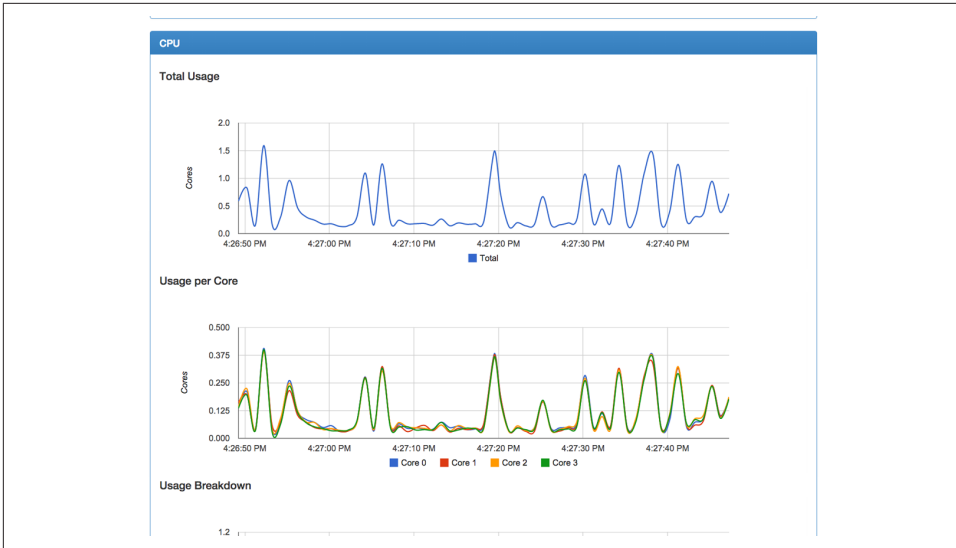 CPU
Total Usage
2.0
1.5
1.0
0.5
0.0
Cores
4:26:50 PM 4:27:00 PM 4:27:10 PM 4:27:20 PM 4:27:30 PM 4:27:40 PM
Total
Usage per Core
0.500
0.375
0.250
0.125
0.000
Cores
4:26:50 PM 4:27:00 PM 4:27:10 PM 4:27:20 PM 4:27:30 PM 4:27:40 PM
Core 0 Core 1 Core 2 Core 3
Usage Breakdown
1.2